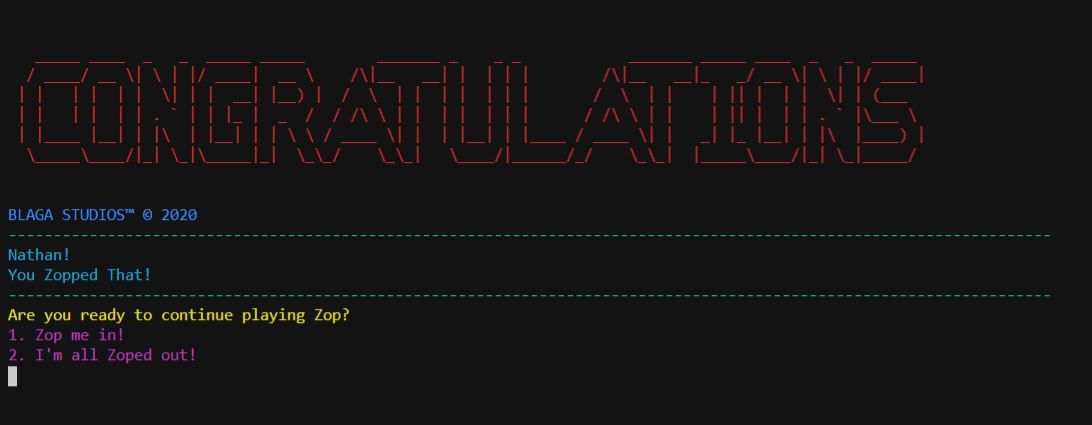 CONGRATULATIONS
BLAGA STUDIOS™ © 2020
Nathan!
You Zopped That!
Are you ready to continue playing Zop?
1. Zop me in!
2. I'm all Zoped out!